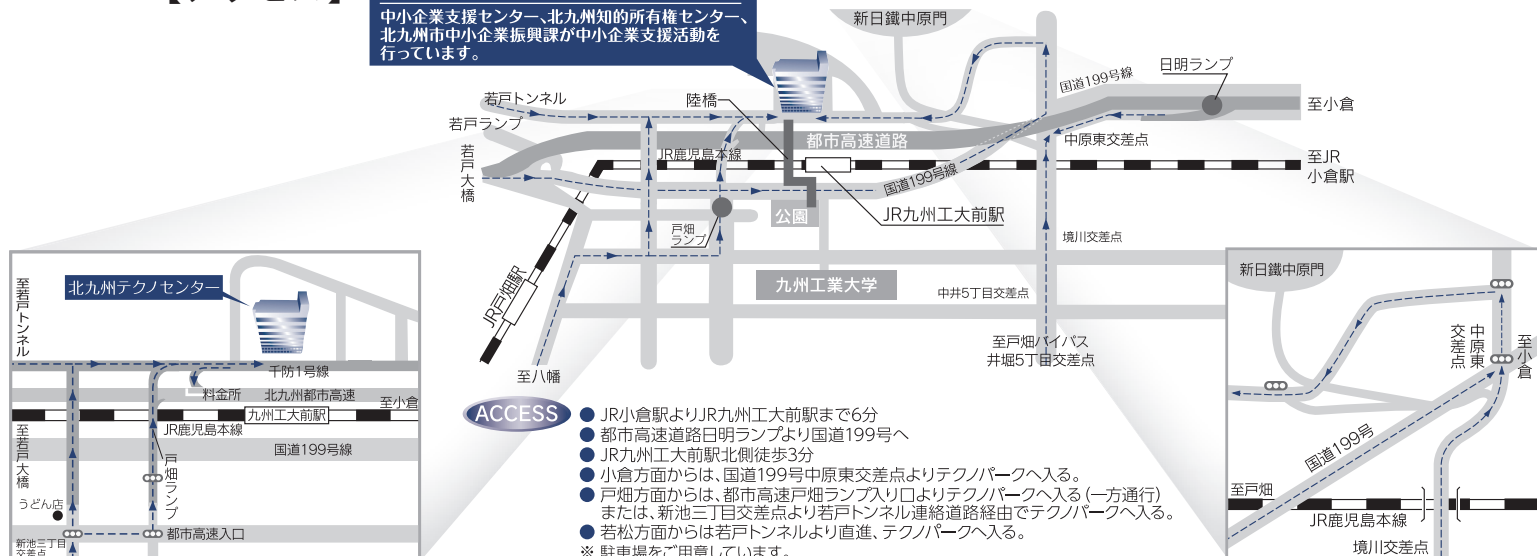 【アクセス】
中小企業支援センター、北九州知的所有権センター、
北九州市中小企業振興課が中小企業支援活動を
行っています。
新日鐵中原門
日明ランプ
国道199号線
至小倉
若戸トンネル
陸橋
若戸ランプ
都市高速道路
中原東交差点
JR鹿児島本線
至JR
小倉駅
若戸大橋
国道199号線
公園
JR九州工大前駅
戸畑
ランプ
境川交差点
九州工業大学
中井5丁目交差点
JR戸畑駅
至戸畑バイパス
井堀5丁目交差点
至八幡
至若戸トンネル
北九州テクノセンター
千防1号線
料金所
北九州都市高速
至小倉
九州工大前駅
JR鹿児島本線
至若戸大橋
国道199号線
戸畑ランプ
うどん店
都市高速入口
新池三丁目
交差点
ACCESS
● JR小倉駅よりJR九州工大前駅まで6分
● 都市高速道路日明ランプより国道199号へ
● JR九州工大前駅北側徒歩3分
● 小倉方面からは、国道199号中原東交差点よりテクノパークへ入る。
● 戸畑方面からは、都市高速戸畑ランプ入り口よりテクノパークへ入る(一方通行)
または、新池三丁目交差点より若戸トンネル連絡道路経由でテクノパークへ入る。
● 若松方面からは若戸トンネルより直進、テクノパークへ入る。
※ 駐車場をご用意しています。
新日鐵中原門
中原東
交差点
至小倉
国道199号
至戸畑
JR鹿児島本線
境川交差点